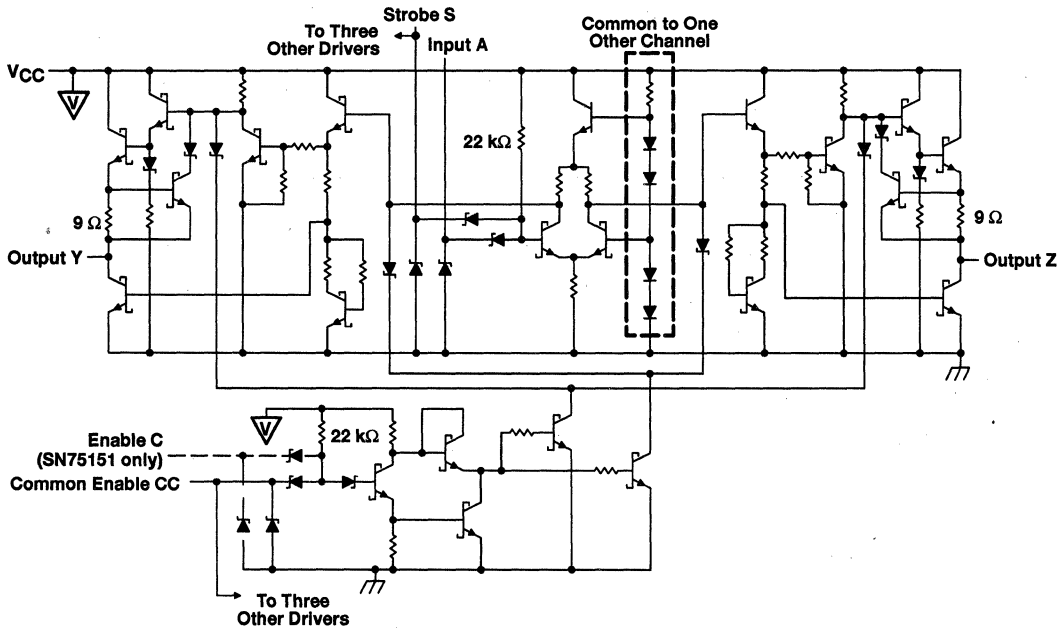 Strobe S
To Three
Other Drivers
Input A
Common to One
Other Channel
VCC
V
22 kΩ
9 Ω
9 Ω
Output Y
Output Z
V
22 kΩ
Enable C
(SN75151 only)
Common Enable CC
To Three
Other Drivers